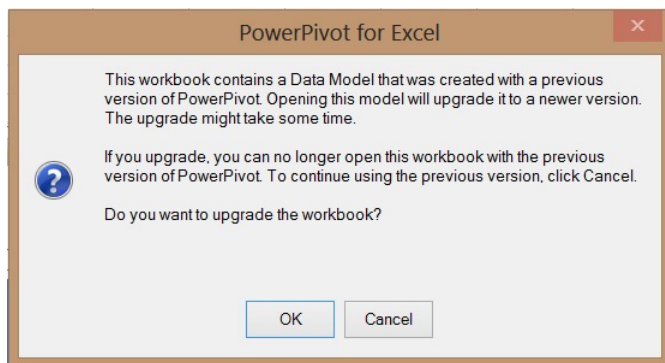 PowerPivot for Excel
This workbook contains a Data Model that was created with a previous
version of PowerPivot. Opening this model will upgrade it to a newer version.
The upgrade might take some time.
If you upgrade, you can no longer open this workbook with the previous
version of PowerPivot. To continue using the previous version, click Cancel.
Do you want to upgrade the workbook?
OK
Cancel